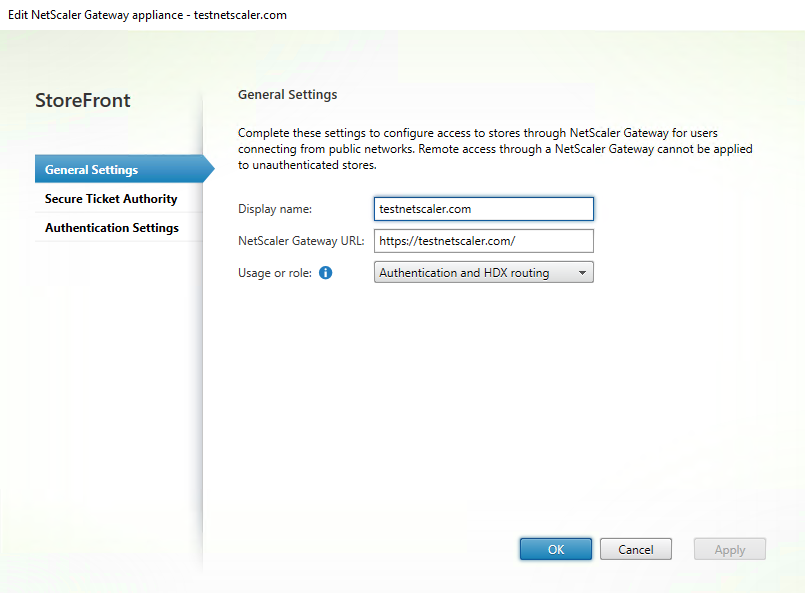 Edit NetScaler Gateway appliance - testnetscaler.com
StoreFront
General Settings
Secure Ticket Authority
Authentication Settings
General Settings
Complete these settings to configure access to stores through NetScaler Gateway for users
connecting from public networks. Remote access through a NetScaler Gateway cannot be applied
to unauthenticated stores.
Display name: testnetscaler.com
NetScaler Gateway URL: https://testnetscaler.com/
Usage or role: i Authentication and HDX routing
OK Cancel Apply